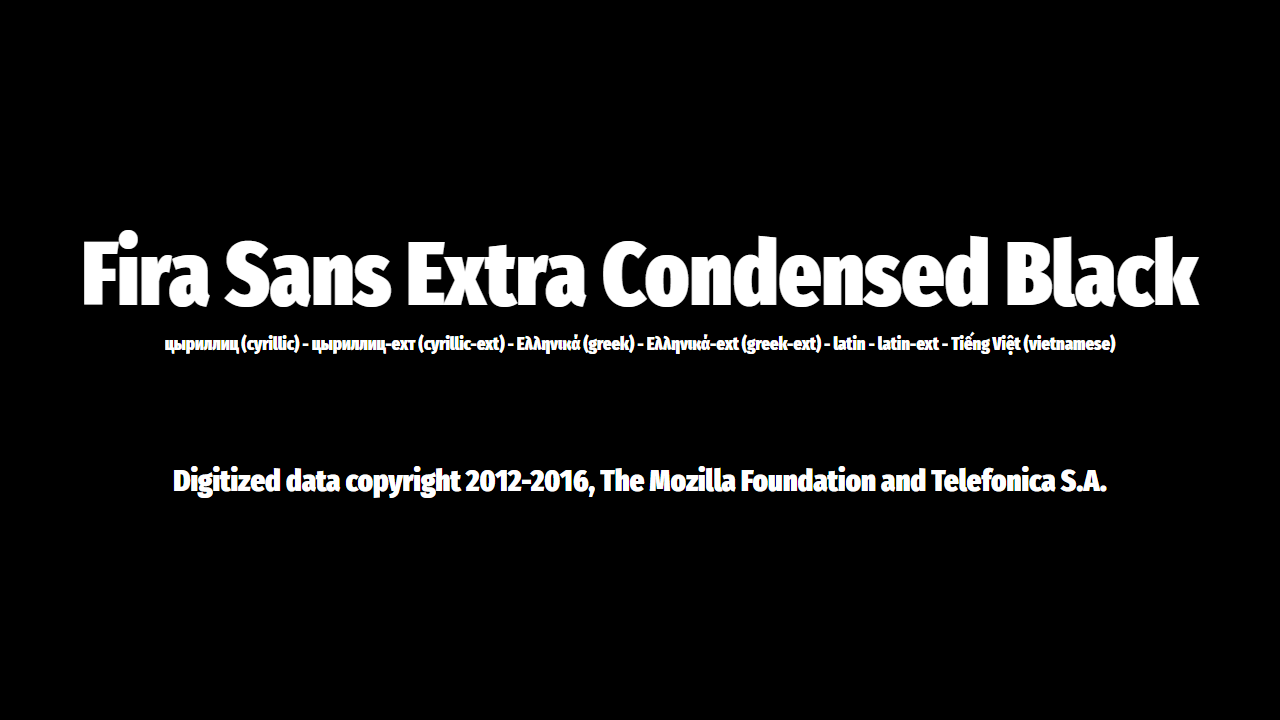 Fira Sans Extra Condensed Black
цыриллиц (cyrillic) - цыриллиц-ехт (cyrillic-ext) - Ελληνικά (greek) - Ελληνικά-ext (greek-ext) - latin - latin-ext - Tiếng Việt (vietnamese)
Digitized data copyright 2012-2016, The Mozilla Foundation and Telefonica S.A.